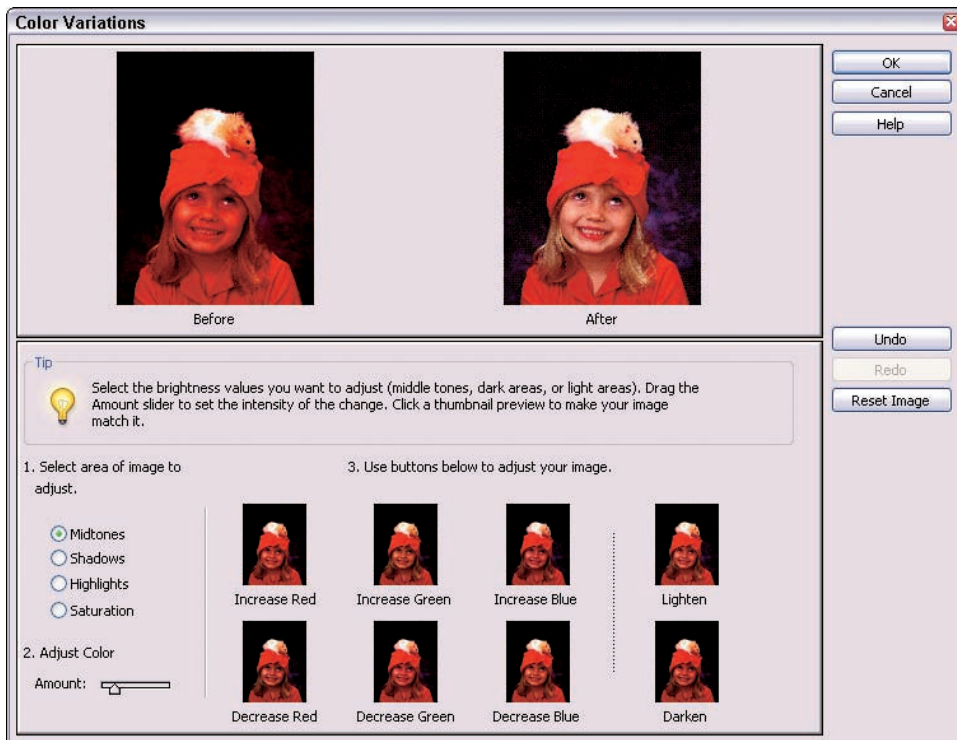 Color Variations
OK
Cancel
Help
Before
After
Undo
Redo
Reset Image
Tip
Select the brightness values you want to adjust (middle tones, dark areas, or light areas). Drag the
Amount slider to set the intensity of the change. Click a thumbnail preview to make your image
match it.
1. Select area of image to
adjust.
Midtones
Shadows
Highlights
Saturation
2. Adjust Color
Amount:
3. Use buttons below to adjust your image.
Increase Red
Increase Green
Increase Blue
Lighten
Decrease Red
Decrease Green
Decrease Blue
Darken